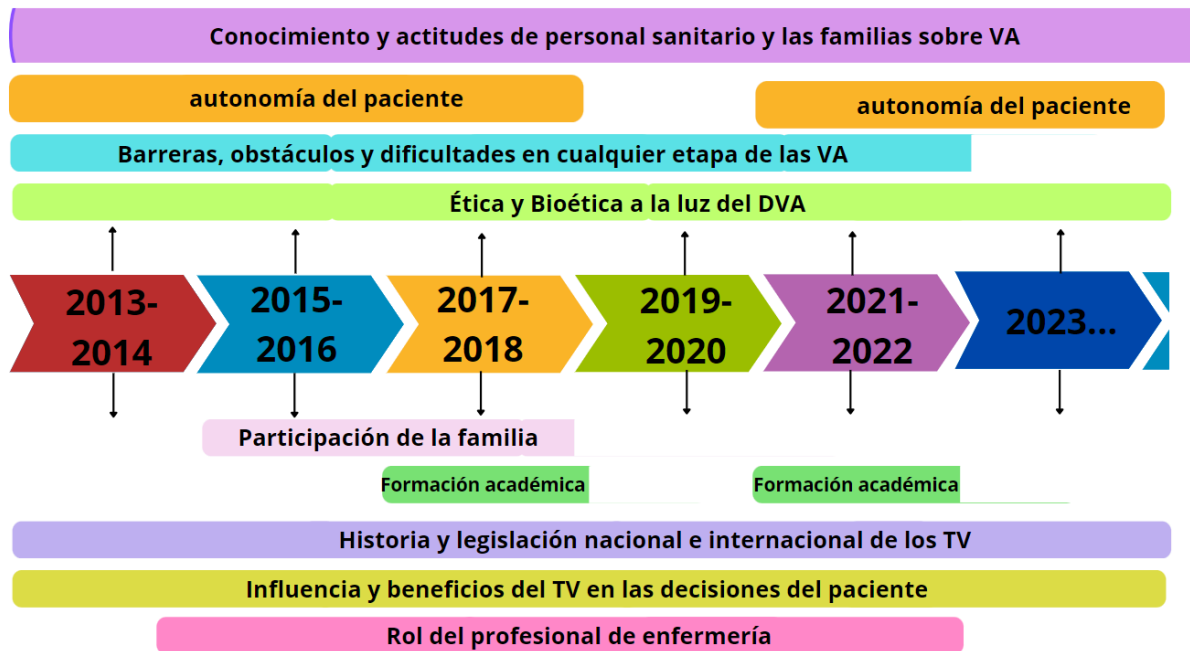 Conocimiento y actitudes de personal sanitario y las familias sobre VA
autonomía del paciente
autonomía del paciente
Barreras, obstáculos y dificultades en cualquier etapa de las VA
Ética y Bioética a la luz del DVA
2013-
2014
2015-
2016
2017-
2018
2019-
2020
2021-
2022
2023...
Participación de la familia
Formación académica
Formación académica
Historia y legislación nacional e internacional de los TV
Influencia y beneficios del TV en las decisiones del paciente
Rol del profesional de enfermería